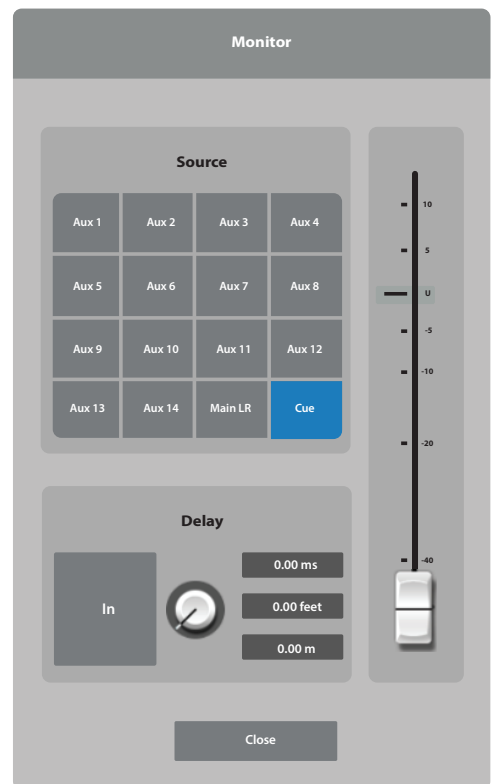 Monitor
Source
Aux 1 Aux 2 Aux 3 Aux 4
Aux 5 Aux 6 Aux 7 Aux 8
Aux 9 Aux 10 Aux 11 Aux 12
Aux 13 Aux 14 Main LR Cue
10
5
U
-5
-10
-20
-40
Delay
In
0.00 ms
0.00 feet
0.00 m
Close